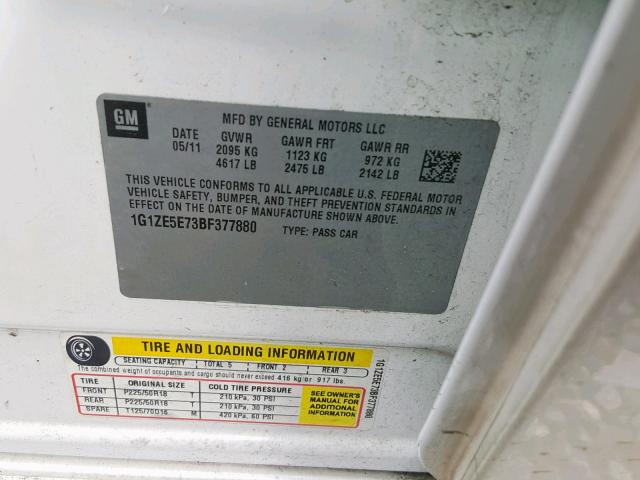 GM
MFD BY GENERAL MOTORS LLC
DATE GVWR GAWR FRT GAWR RR
05/11 2095 KG 1123 KG 972 KG
4617 LB 2475 LB 2142 LB
THIS VEHICLE CONFORMS TO ALL APPLICABLE U.S. FEDERAL MOTOR
VEHICLE SAFETY, BUMPER, AND THEFT PREVENTION STANDARDS IN
EFFECT ON THE DATE OF MANUFACTURE SHOWN ABOVE.
1G1ZE5E73BF377880 TYPE: PASS CAR
TIRE AND LOADING INFORMATION
SEATING CAPACITY TOTAL 5 FRONT 2 REAR 3
The combined weight of occupants and cargo should never exceed 416 kg or 917 lbs.
TIRE ORIGINAL SIZE COLD TIRE PRESSURE
FRONT P225/50R18 T 210 kPa, 30 PSI
REAR P225/50R18 T 210 kPa, 30 PSI
SPARE T125/70D16 M 420 kPa, 60 PSI
SEE OWNER'S
MANUAL FOR
ADDITIONAL
INFORMATION
1G1ZE5E73BF377880